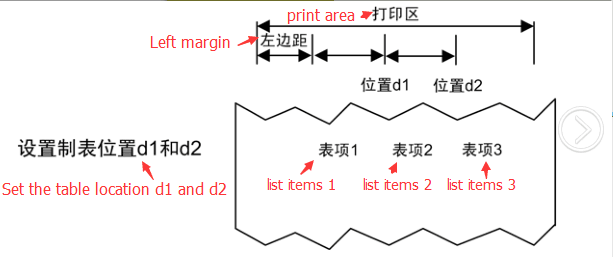 print area 打印区
Left margin 左边距
位置d1 位置d2
设置制表位置d1和d2
Set the table location d1 and d2
表项1 表项2 表项3
list items 1 list items 2 list items 3